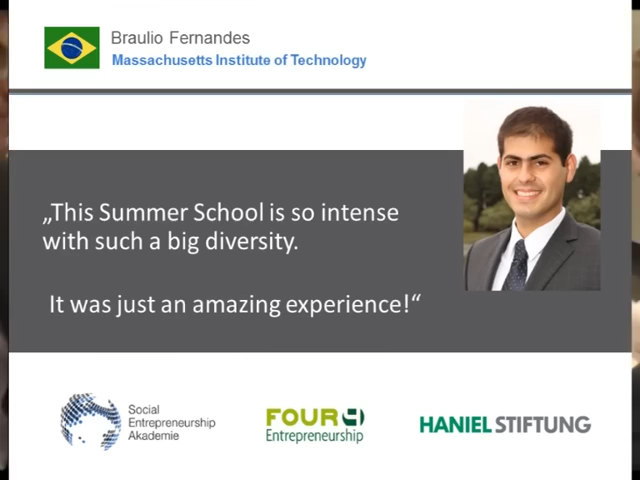 Braulio Fernandes
Massachusetts Institute of Technology
„This Summer School is so intense
with such a big diversity.
It was just an amazing experience!“
Social
Entrepreneurship
Akademie
FOUR9
Entrepreneurship
HANIEL STIFTUNG